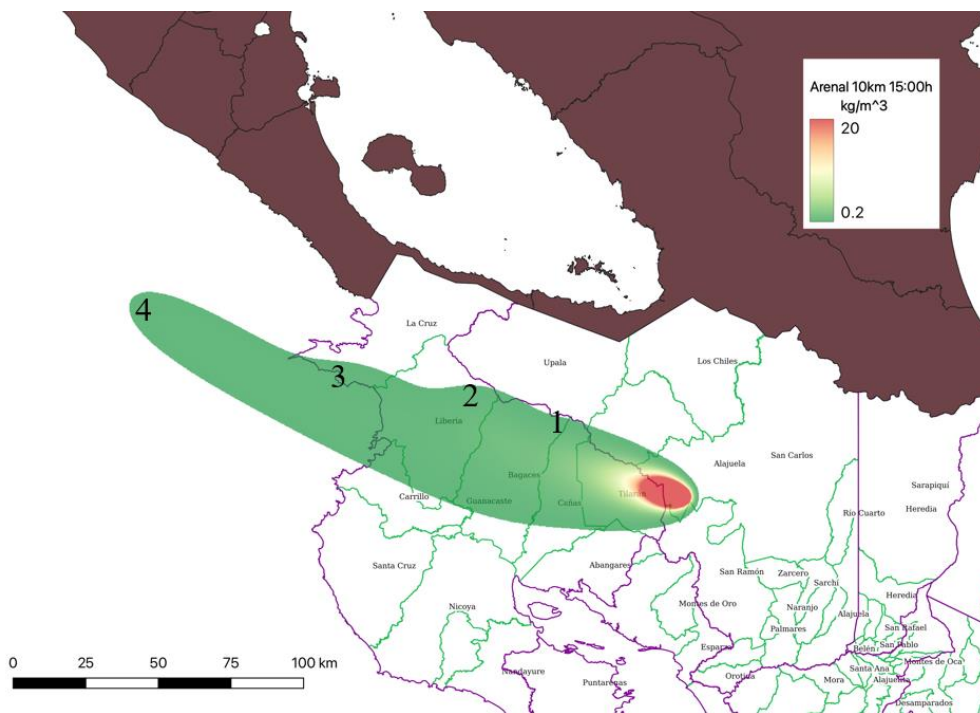 Arenal 10km 15:00h
kg/m^3
20
0.2
4
La Cruz
Upala
Los Chiles
3
2
1
Liberia
Alajuela
San Carlos
Bagaces
Sarapiquí
Tilarán
Carrillo
Guanacaste
Cañas
Heredia
Río Cuarto
Santa Cruz
Abangares
San Ramón
Zarcero
Sarchí
Heredia
Nicoya
Montes de Oro
Naranjo
Alajuela
San Rafael
Palmares
San Pablo
Esparza
Belén
Montes de Oca
Santa Ana
Nandayure
Puntarenas
Orotina
Mora
Alajuelita
Desamparados
0 25 50 75 100 km